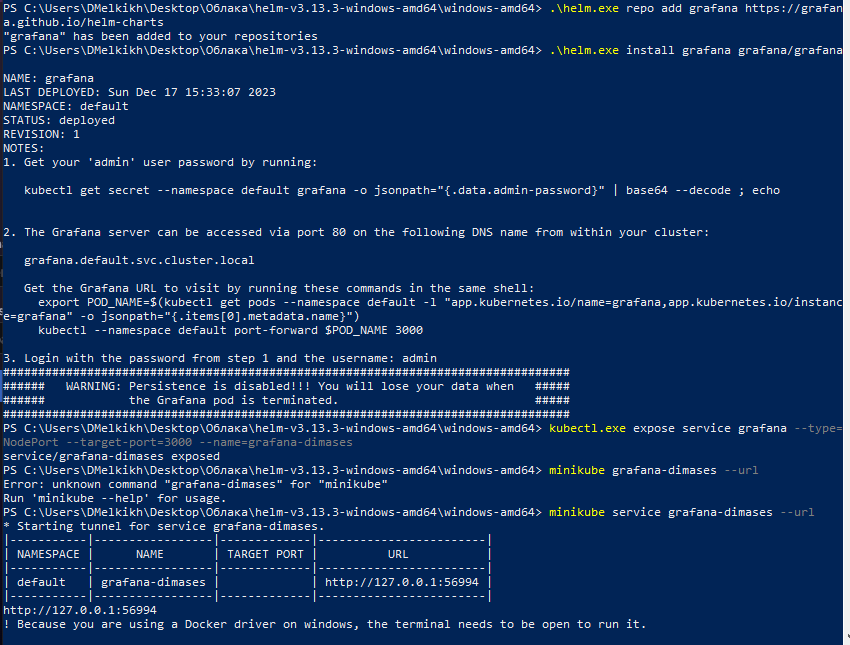 PS C:\Users\DMelkikh\Desktop\Облака\helm-v3.13.3-windows-amd64\windows-amd64> .\helm.exe repo add grafana https://grafan
a.github.io/helm-charts
"grafana" has been added to your repositories
PS C:\Users\DMelkikh\Desktop\Облака\helm-v3.13.3-windows-amd64\windows-amd64> .\helm.exe install grafana grafana/grafana
NAME: grafana
LAST DEPLOYED: Sun Dec 17 15:33:07 2023
NAMESPACE: default
STATUS: deployed
REVISION: 1
NOTES:
1. Get your 'admin' user password by running:
kubectl get secret --namespace default grafana -o jsonpath="{.data.admin-password}" | base64 --decode ; echo
2. The Grafana server can be accessed via port 80 on the following DNS name from within your cluster:
grafana.default.svc.cluster.local
Get the Grafana URL to visit by running these commands in the same shell:
export POD_NAME=$(kubectl get pods --namespace default -l "app.kubernetes.io/name=grafana,app.kubernetes.io/instanc
e=grafana" -o jsonpath="{.items[0].metadata.name}")
kubectl --namespace default port-forward $POD_NAME 3000
3. Login with the password from step 1 and the username: admin
#################################################################################
######   WARNING: Persistence is disabled!!! You will lose your data when   #####
######            the Grafana pod is terminated.                            #####
#################################################################################
PS C:\Users\DMelkikh\Desktop\Облака\helm-v3.13.3-windows-amd64\windows-amd64> kubectl.exe expose service grafana --type=
NodePort --target-port=3000 --name=grafana-dimases
service/grafana-dimases exposed
PS C:\Users\DMelkikh\Desktop\Облака\helm-v3.13.3-windows-amd64\windows-amd64> minikube grafana-dimases --url
Error: unknown command "grafana-dimases" for "minikube"
Run 'minikube --help' for usage.
PS C:\Users\DMelkikh\Desktop\Облака\helm-v3.13.3-windows-amd64\windows-amd64> minikube service grafana-dimases --url
* Starting tunnel for service grafana-dimases.
|-----------|-----------------|-------------|------------------------|
| NAMESPACE |      NAME       | TARGET PORT |          URL           |
|-----------|-----------------|-------------|------------------------|
| default   | grafana-dimases |             | http://127.0.0.1:56994 |
|-----------|-----------------|-------------|------------------------|
http://127.0.0.1:56994
! Because you are using a Docker driver on windows, the terminal needs to be open to run it.